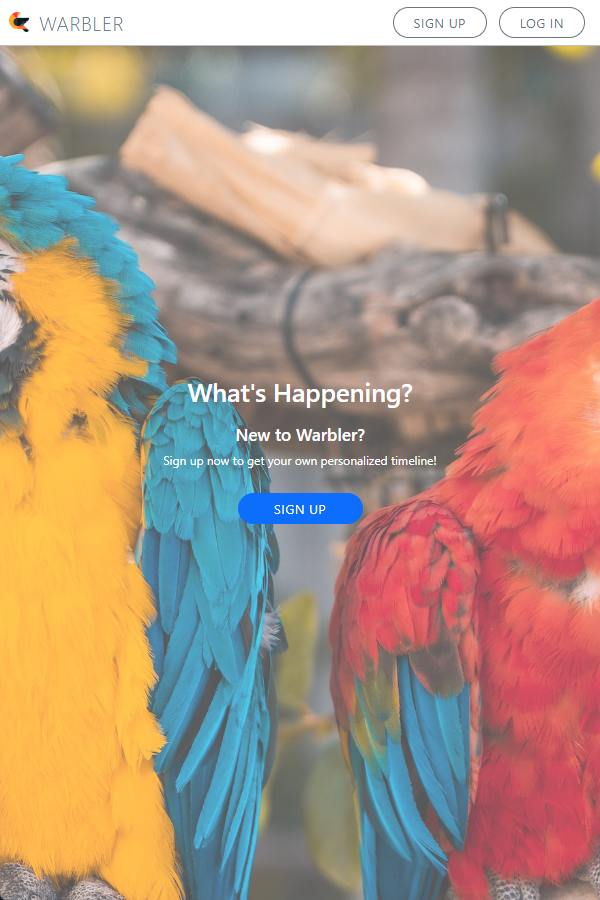 WARBLER
SIGN UP
LOG IN
What's Happening?
New to Warbler?
Sign up now to get your own personalized timeline!
SIGN UP